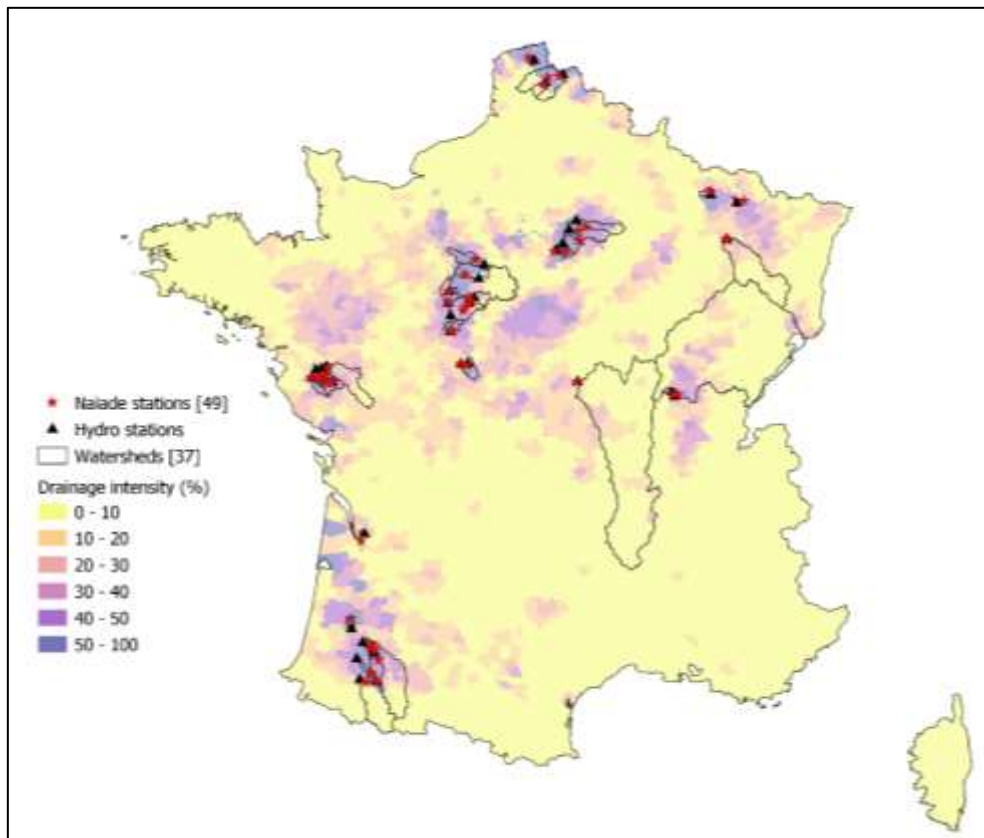 Naiade stations [49]
Hydro stations
Watersheds [37]
Drainage intensity (%)
0 - 10
10 - 20
20 - 30
30 - 40
40 - 50
50 - 100